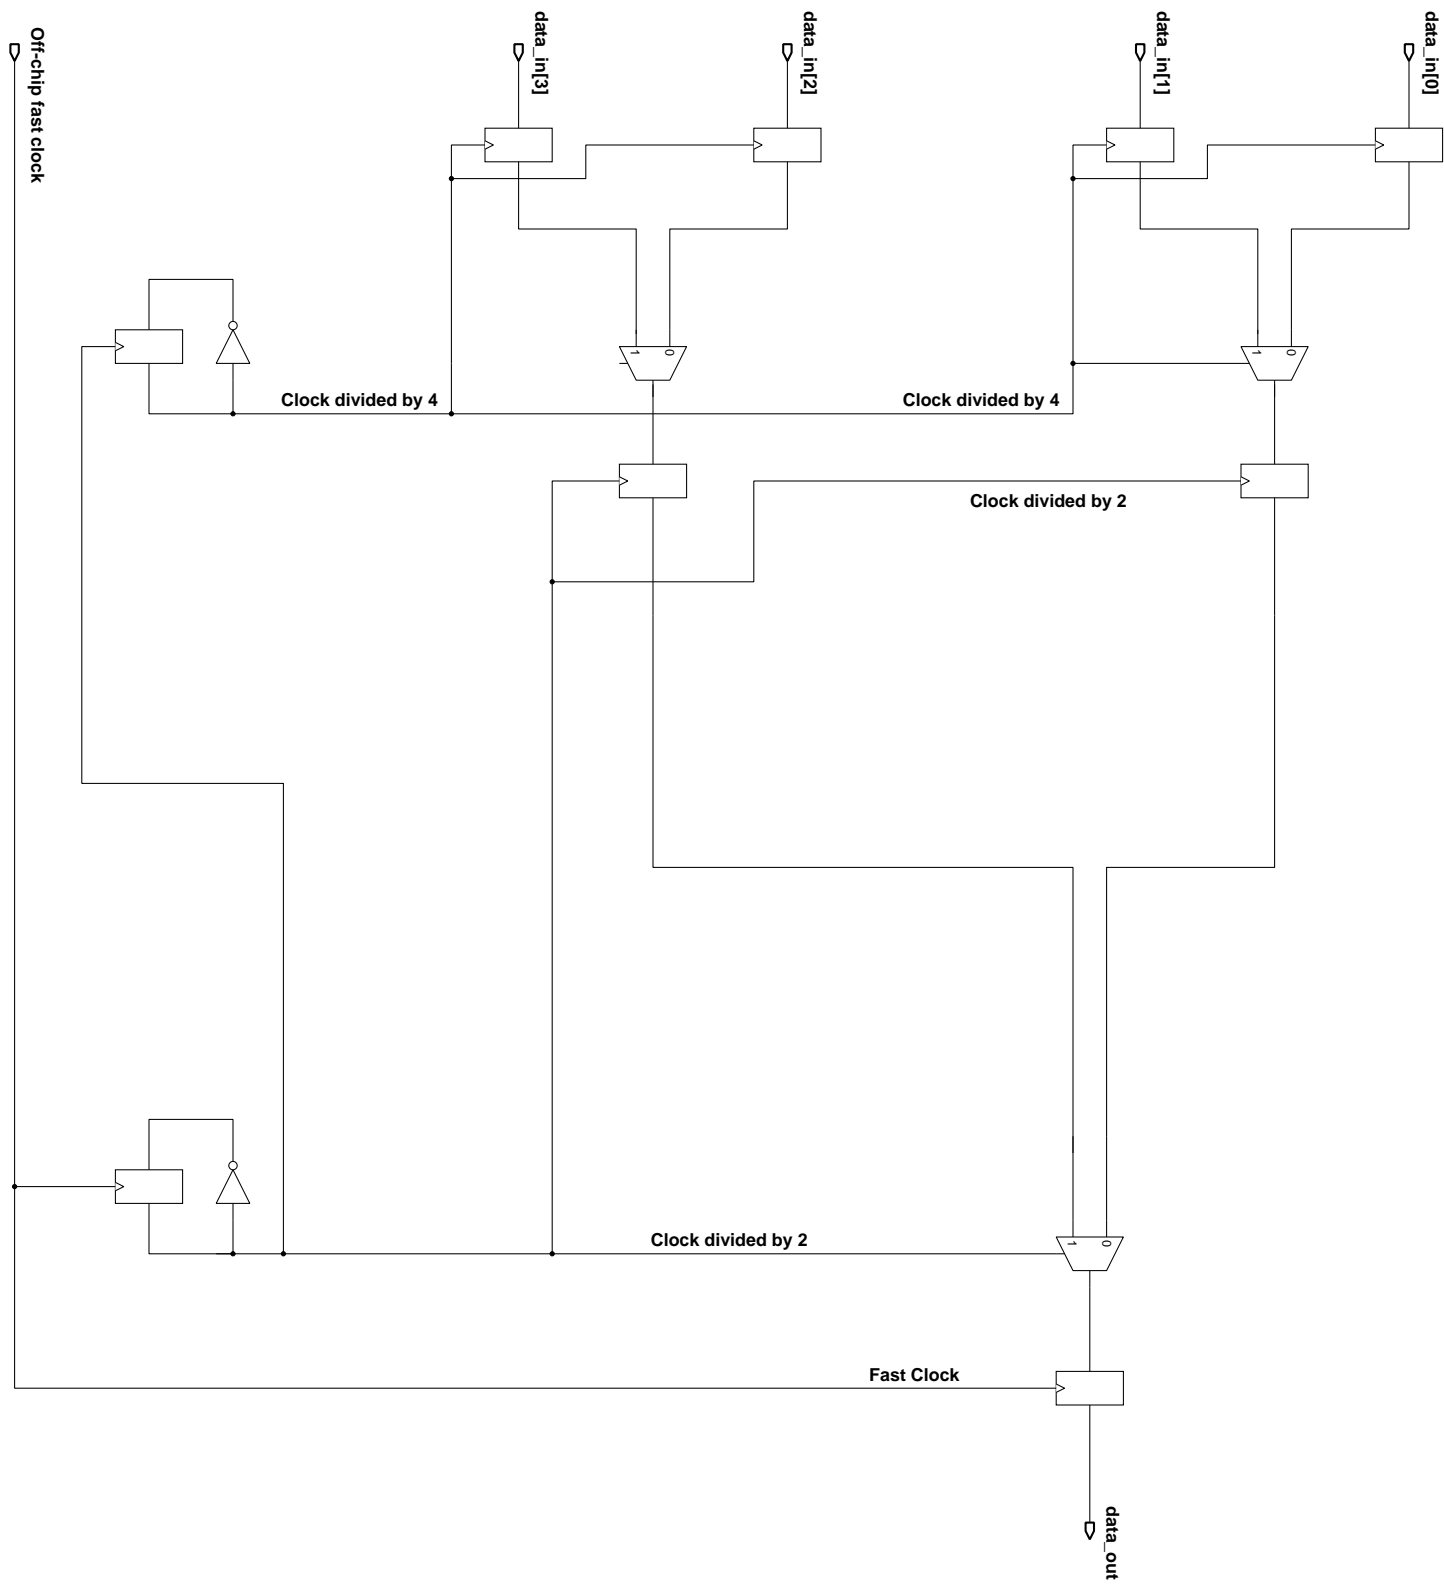 data_in[0]
data_in[1]
data_in[2]
data_in[3]
Off-chip fast clock
0
1
0
1
Clock divided by 4
Clock divided by 4
Clock divided by 2
0
1
Clock divided by 2
Fast Clock
data_out